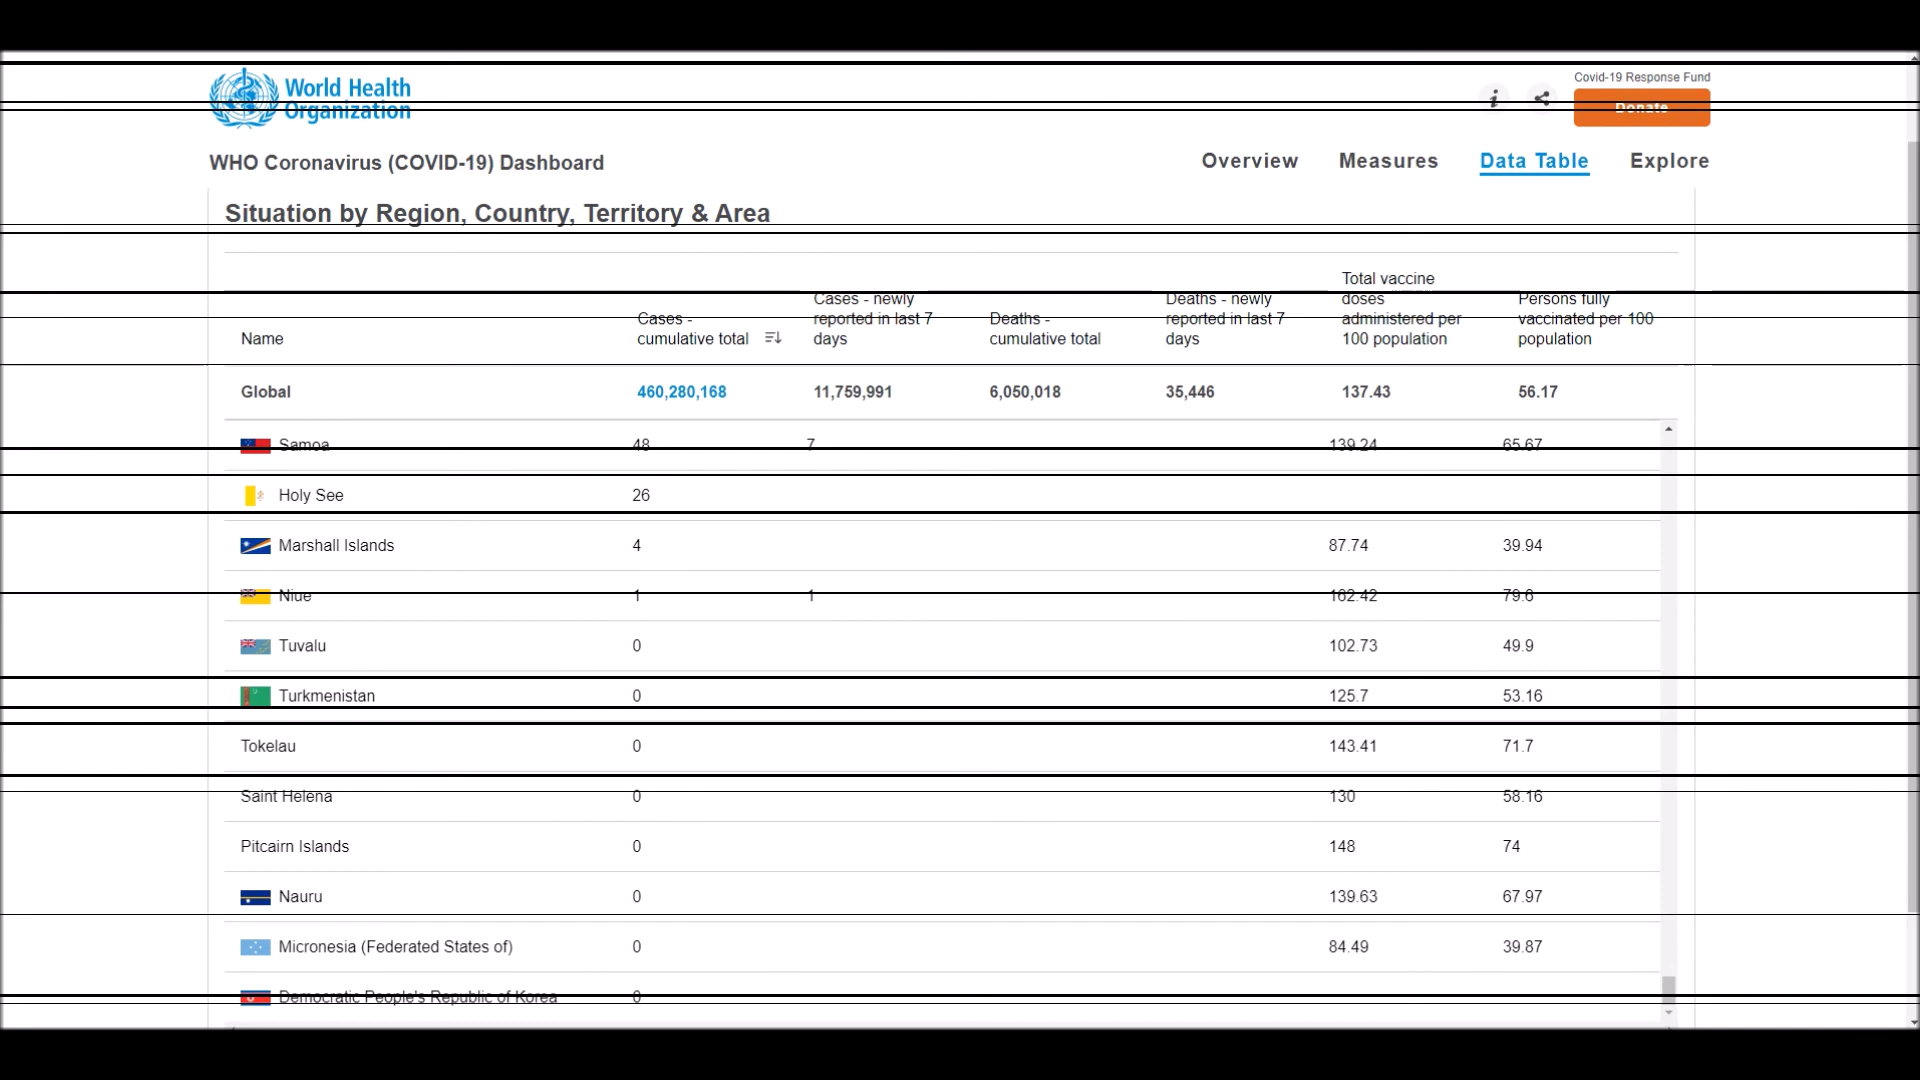 World Health
Organization
Covid-19 Response Fund
Donate
WHO Coronavirus (COVID-19) Dashboard
Overview Measures Data Table Explore
Situation by Region, Country, Territory & Area
Name
Cases -
cumulative total
Cases - newly
reported in last 7
days
Deaths -
cumulative total
Deaths - newly
reported in last 7
days
Total vaccine
doses
administered per
100 population
Persons fully
vaccinated per 100
population
Global 460,280,168 11,759,991 6,050,018 35,446 137.43 56.17
Samoa 48 7 139.24 65.67
Holy See 26
Marshall Islands 4 87.74 39.94
Niue 1 1 162.42 79.6
Tuvalu 0 102.73 49.9
Turkmenistan 0 125.7 53.16
Tokelau 0 143.41 71.7
Saint Helena 0 130 58.16
Pitcairn Islands 0 148 74
Nauru 0 139.63 67.97
Micronesia (Federated States of) 0 84.49 39.87
Democratic People's Republic of Korea 0